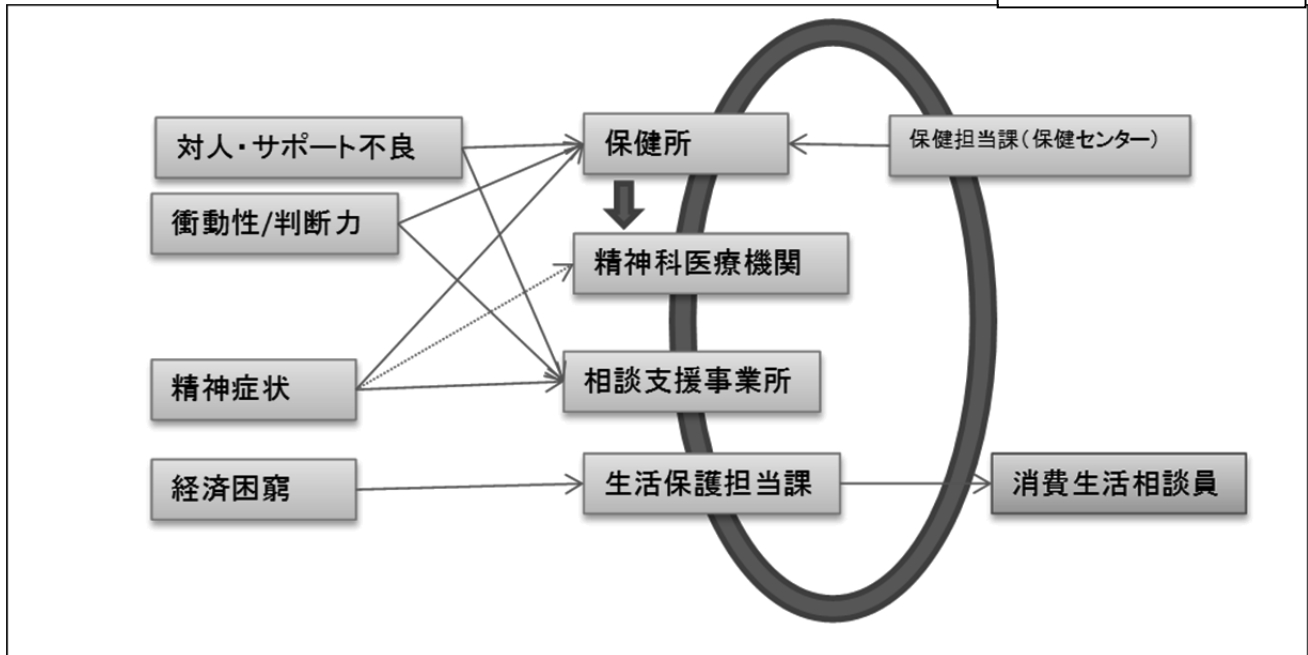 対人・サポート不良
保健所
保健担当課(保健センター)
衝動性/判断力
精神科医療機関
精神症状
相談支援事業所
経済困窮
生活保護担当課
消費生活相談員